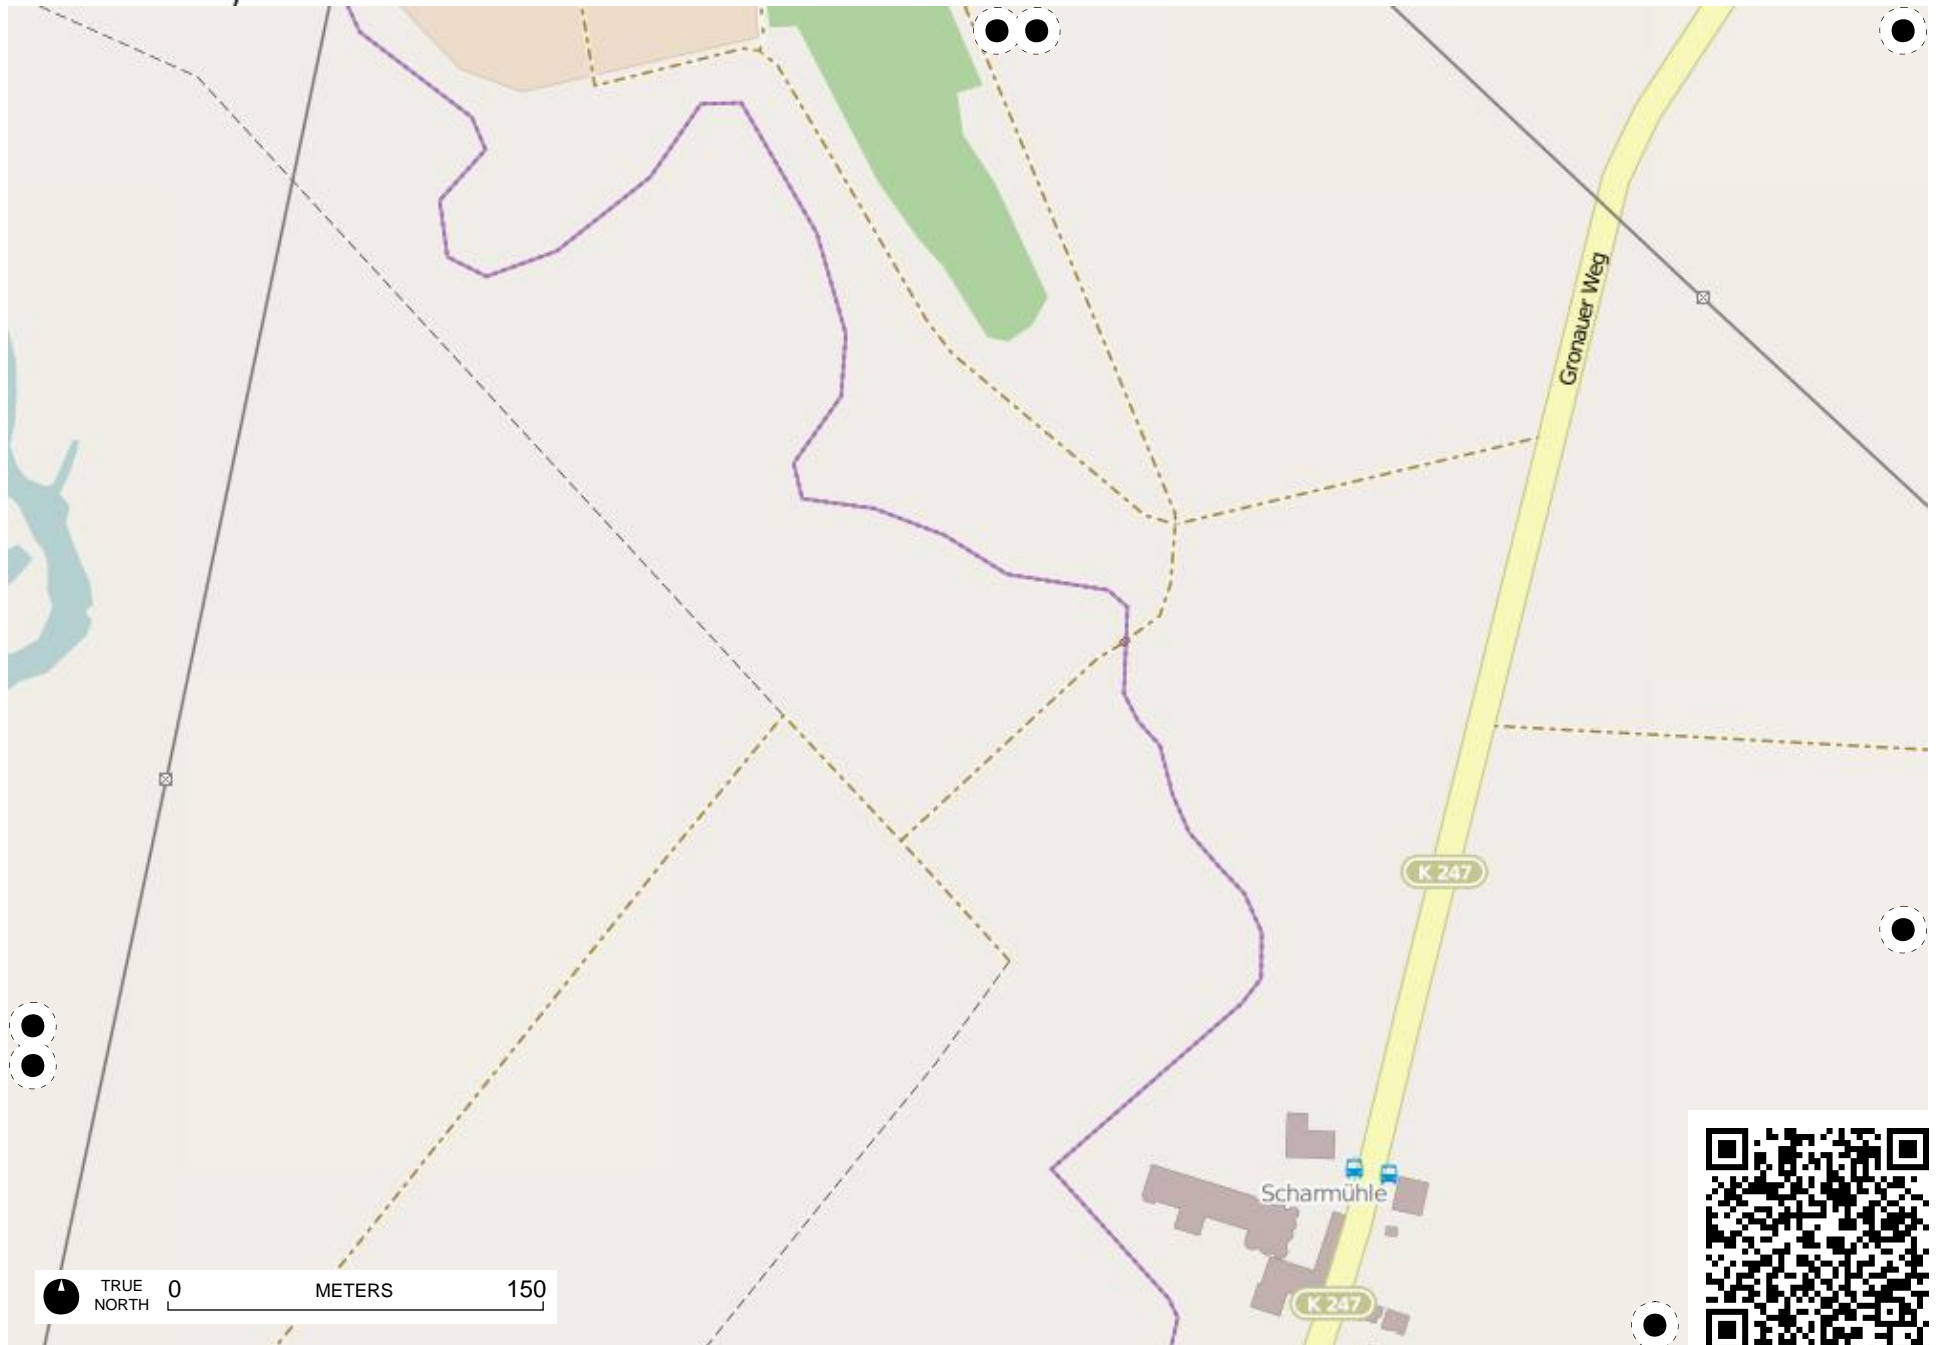 Gronauer Weg
K 247
Scharmühle
K 247
TRUE NORTH
0 METERS 150